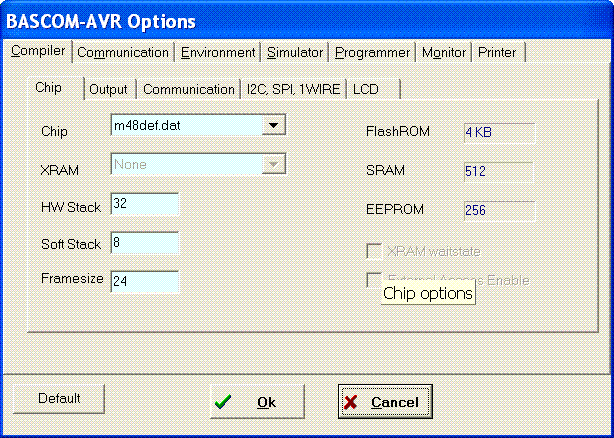 BASCOM-AVR Options
Compiler Communication Environment Simulator Programmer Monitor Printer
Chip Output Communication I2C, SPI, 1WIRE LCD
Chip m48def.dat FlashROM 4 KB
XRAM None SRAM 512
HW Stack 32 EEPROM 256
Soft Stack 8 XRAM waitstate
Framesize 24 External Access Enable
Chip options
Default Ok Cancel